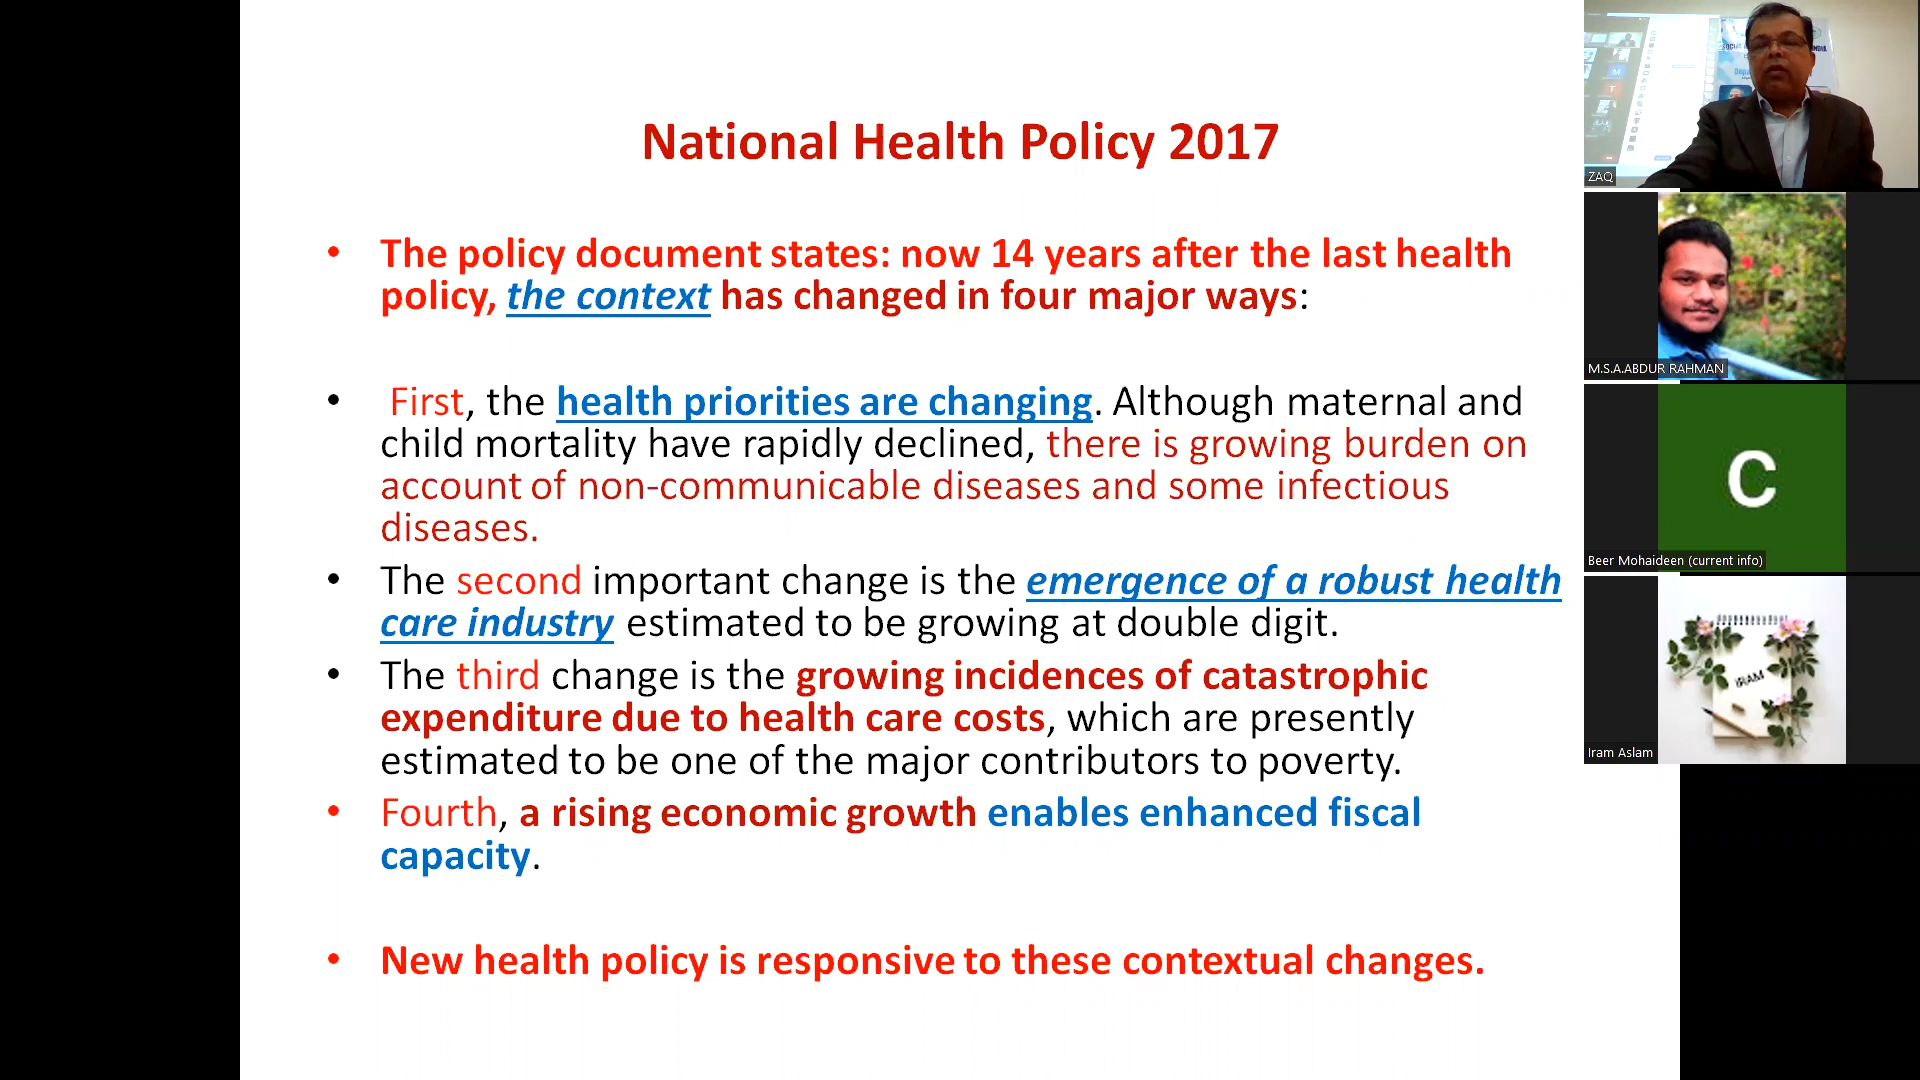 National Health Policy 2017
• The policy document states: now 14 years after the last health
policy, the context has changed in four major ways:
• First, the health priorities are changing. Although maternal and
child mortality have rapidly declined, there is growing burden on
account of non-communicable diseases and some infectious
diseases.
• The second important change is the emergence of a robust health
care industry estimated to be growing at double digit.
• The third change is the growing incidences of catastrophic
expenditure due to health care costs, which are presently
estimated to be one of the major contributors to poverty.
• Fourth, a rising economic growth enables enhanced fiscal
capacity.
• New health policy is responsive to these contextual changes.
ZAQ
M.S.A.ABDUR RAHMAN
C
Beer Mohaideen (current info)
IRAM
Iram Aslam